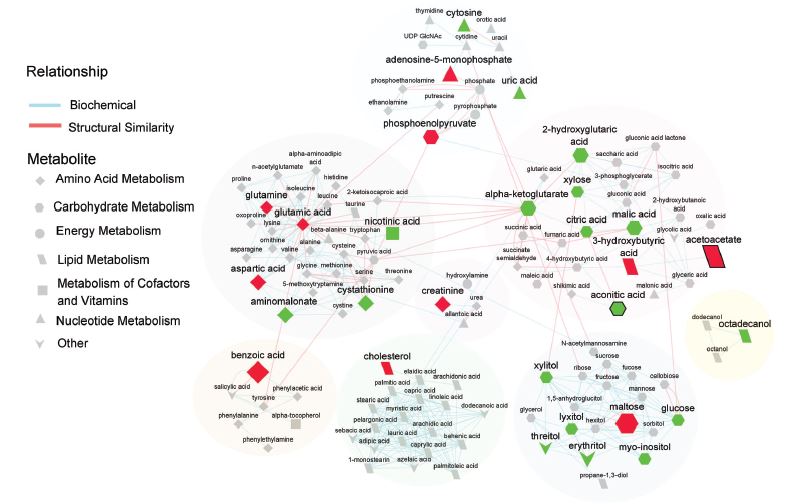 Relationship
Biochemical
Structural Similarity
Metabolite
Amino Acid Metabolism
Carbohydrate Metabolism
Energy Metabolism
Lipid Metabolism
Metabolism of Cofactors
and Vitamins
Nucleotide Metabolism
Other
thymidine
cytosine
orotic acid
UDP GlcNAc
cytidine
uracil
adenosine-5-monophosphate
phosphoethanolamine
phosphate
uric acid
putrescine
ethanolamine
pyrophosphate
phosphoenolpyruvate
alpha-aminoadipic
acid
n-acetylglutamate
histidine
proline
isoleucine
glutamine
leucine
2-ketoisocaproic acid
taurine
oxoproline
glutamic acid
lysine
nicotinic acid
beta-alanine
tryptophan
ornithine
alanine
asparagine
valine
cysteine
pyruvic acid
glycine
methionine
aspartic acid
serine
threonine
5-methoxytryptamine
cystathionine
aminomalonate
cystine
hydroxylamine
creatinine
urea
allantoic acid
2-hydroxyglutaric
acid
gluconic acid lactone
saccharic acid
glutaric acid
isocitric acid
3-phosphoglycerate
xylose
alpha-ketoglutarate
gluconic acid
2-hydroxybutanoic
acid
citric acid
malic acid
oxalic acid
succinic acid
fumaric acid
glycolic acid
3-hydroxybutyric
acid
acetoacetate
succinate
semialdehyde
4-hydroxybutyric acid
maleic acid
glyceric acid
shikimic acid
malonic acid
aconitic acid
dodecanol
octadecanol
octanol
benzoic acid
salicylic acid
phenylacetic acid
tyrosine
phenylalanine
alpha-tocopherol
phenylethylamine
cholesterol
elaidic acid
arachidonic acid
palmitic acid
capric acid
linoleic acid
stearic acid
myristic acid
dodecanoic acid
pelargonic acid
arachidic acid
sebacic acid
lauric acid
behenic acid
adipic acid
caprylic acid
1-monostearin
azelaic acid
palmitoleic acid
N-acetylmannosamine
sucrose
xylitol
ribose
fucose
fructose
cellobiose
mannose
1,5-anhydroglucitol
maltose
glucose
glycerol
lyxitol
hexitol
sorbitol
threitol
erythritol
myo-inositol
propane-1,3-diol